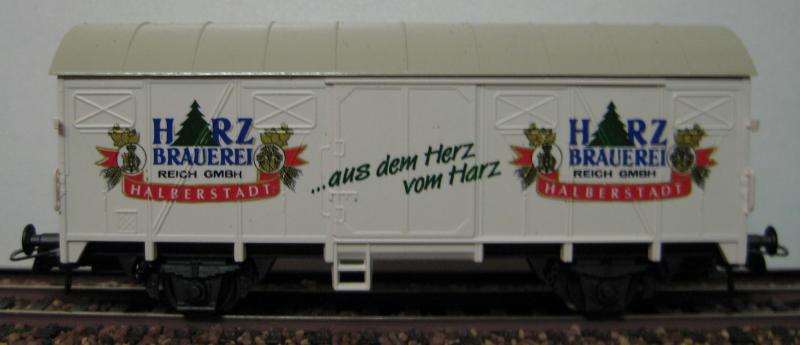 HARZ
BRAUEREI
REICH GMBH
HALBERSTADT
...aus dem Herz
vom Harz
HARZ
BRAUEREI
REICH GMBH
HALBERSTADT